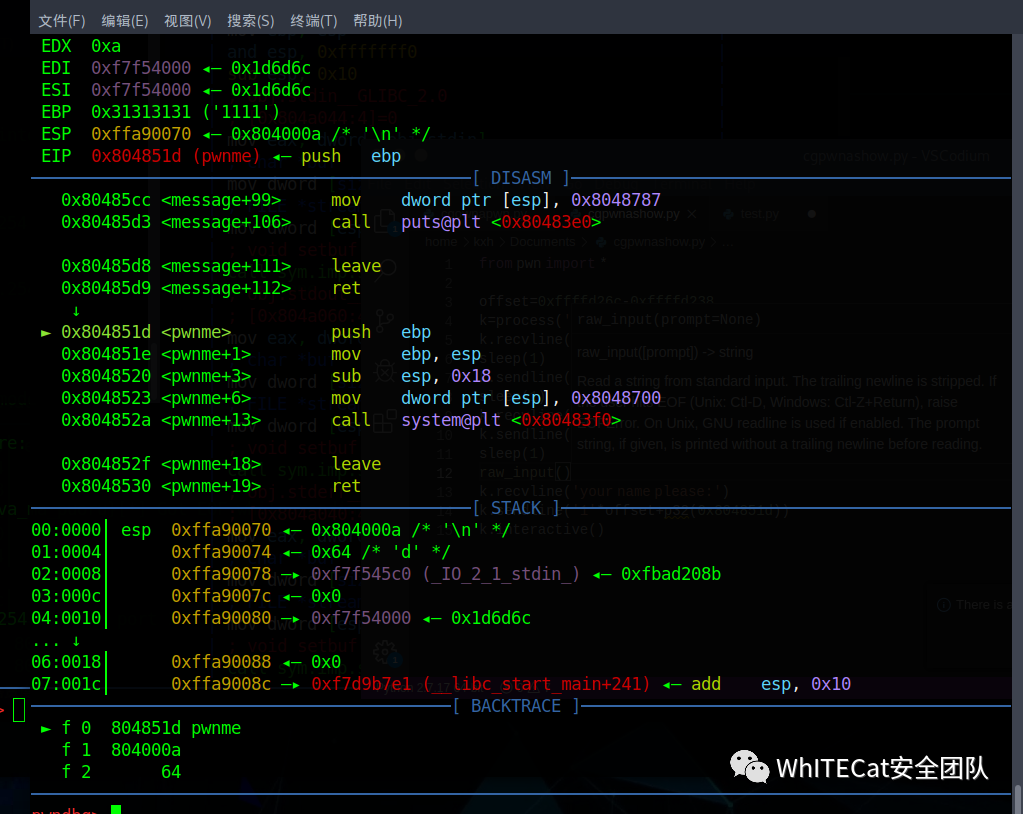 文件(F) 编辑(E) 视图(V) 搜索(S) 终端(T) 帮助(H)
EDX 0xa
EDI 0xf7f54000 ◂— 0x1d6d6c
ESI 0xf7f54000 ◂— 0x1d6d6c
EBP 0x31313131 ('1111')
ESP 0xffa90070 ◂— 0x804000a /* '\n' */
EIP 0x804851d (pwnme) ◂— push ebp
[ DISASM ]
0x80485cc <message+99> mov dword ptr [esp], 0x8048787
0x80485d3 <message+106> call puts@plt <0x80483e0>
0x80485d8 <message+111> leave
0x80485d9 <message+112> ret
↓
► 0x804851d <pwnme> push ebp
0x804851e <pwnme+1> mov ebp, esp
0x8048520 <pwnme+3> sub esp, 0x18
0x8048523 <pwnme+6> mov dword ptr [esp], 0x8048700
0x804852a <pwnme+13> call system@plt <0x80483f0>
0x804852f <pwnme+18> leave
0x8048530 <pwnme+19> ret
[ STACK ]
00:0000│ esp 0xffa90070 ◂— 0x804000a /* '\n' */
01:0004│ 0xffa90074 ◂— 0x64 /* 'd' */
02:0008│ 0xffa90078 —▸ 0xf7f545c0 (_IO_2_1_stdin_) ◂— 0xfbad208b
03:000c│ 0xffa9007c ◂— 0x0
04:0010│ 0xffa90080 —▸ 0xf7f54000 ◂— 0x1d6d6c
... ↓
06:0018│ 0xffa90088 ◂— 0x0
07:001c│ 0xffa9008c —▸ 0xf7d9b7e1 (__libc_start_main+241) ◂— add esp, 0x10
[ BACKTRACE ]
► f 0 804851d pwnme
f 1 804000a
f 2 64
WhITECat安全团队
pwndbg>